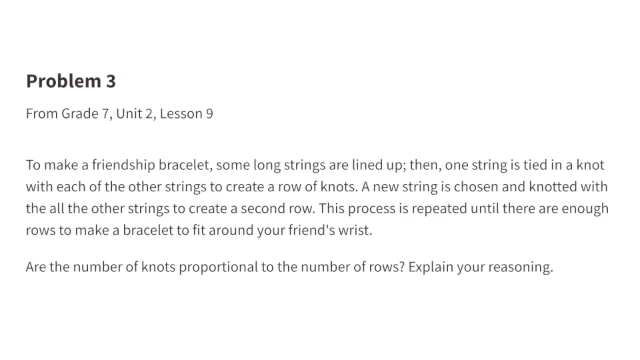 Problem 3
From Grade 7, Unit 2, Lesson 9
To make a friendship bracelet, some long strings are lined up; then, one string is tied in a knot
with each of the other strings to create a row of knots. A new string is chosen and knotted with
the all the other strings to create a second row. This process is repeated until there are enough
rows to make a bracelet to fit around your friend's wrist.
Are the number of knots proportional to the number of rows? Explain your reasoning.